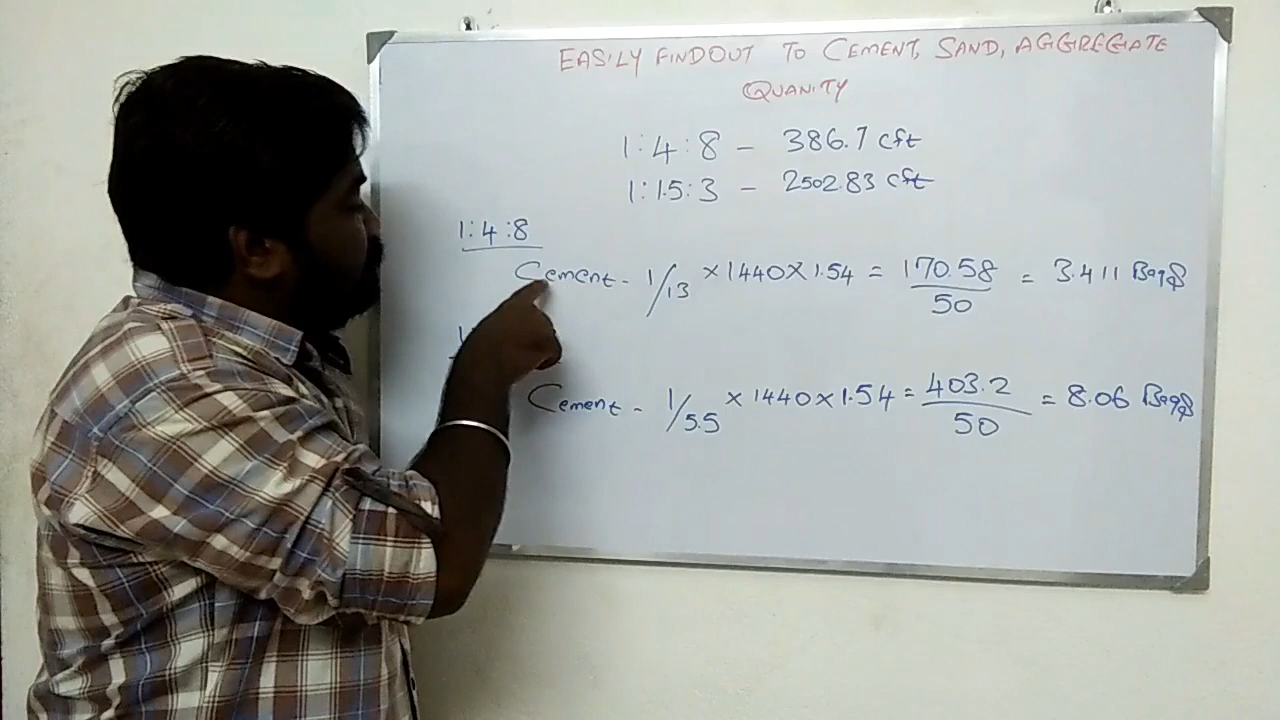 EASILY FINDOUT TO CEMENT, SAND, AGGREGATE
QUANITY
1:4:8 - 386.7 cft
1:1.5:3 - 2502.83 cft
1:4:8
Cement - 1/13 × 1440 × 1.54 = 170.58/50 = 3.411 Bags
Cement - 1/5.5 × 1440 × 1.54 = 403.2/50 = 8.06 Bags